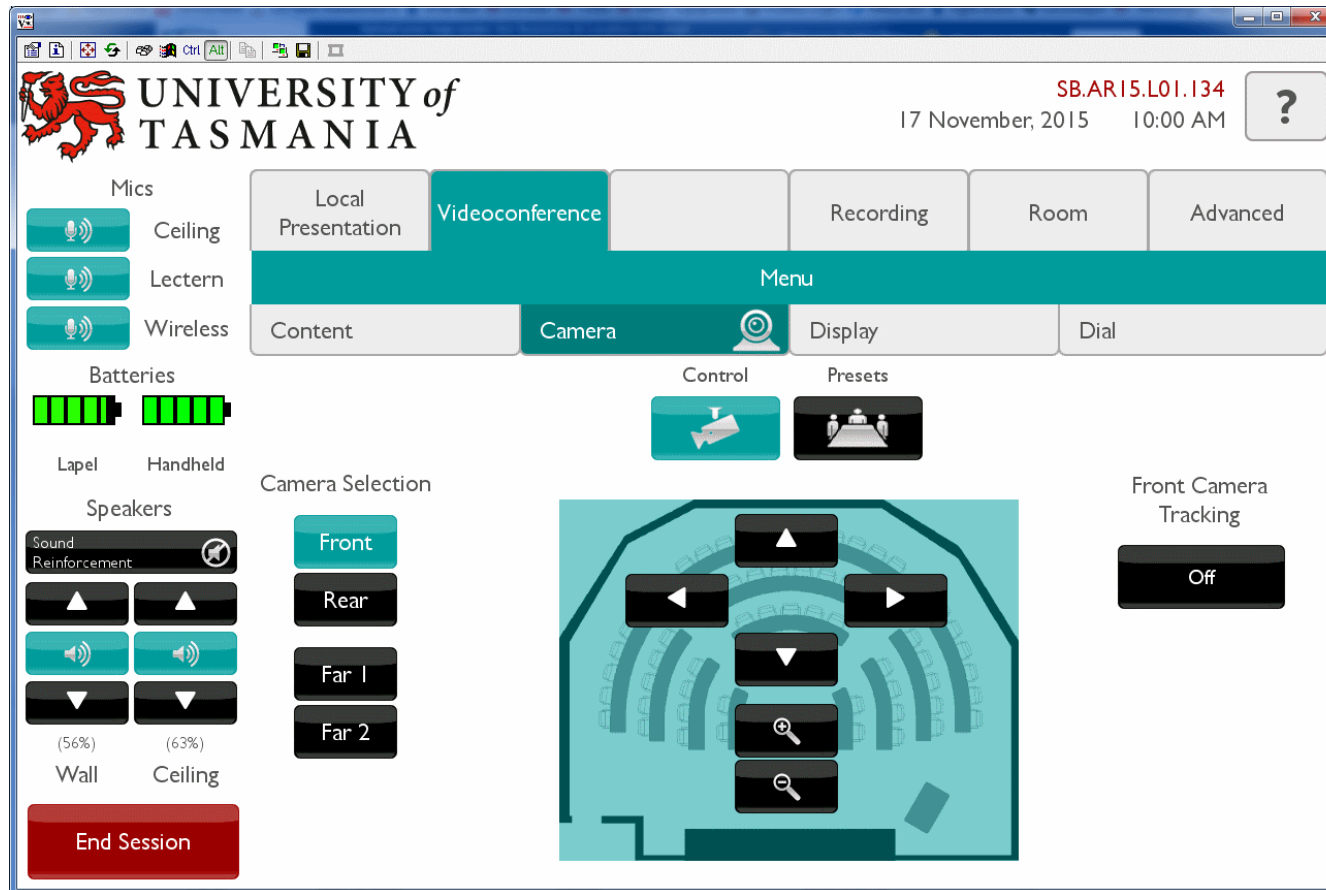 Ctrl Alt
UNIVERSITY of
TASMANIA
SB.AR15.L01.134
17 November, 2015 10:00 AM
?
Mics
Ceiling
Lectern
Wireless
Batteries
Lapel Handheld
Speakers
Sound
Reinforcement
(56%) (63%)
Wall Ceiling
End Session
Local
Presentation
Videoconference
Recording
Room
Advanced
Menu
Content
Camera
Display
Dial
Control Presets
Camera Selection
Front
Rear
Far 1
Far 2
Front Camera
Tracking
Off